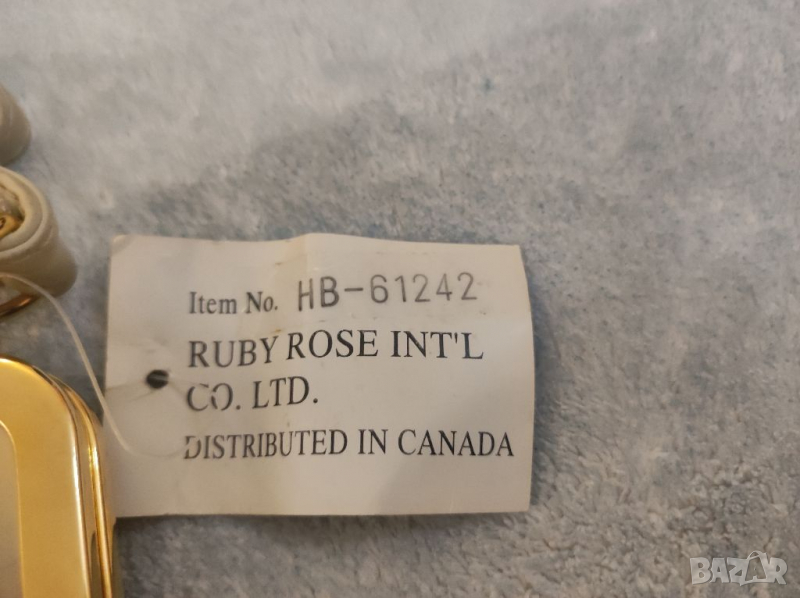 Item No. HB-61242
RUBY ROSE INT'L
CO. LTD.
DISTRIBUTED IN CANADA
BAZAR